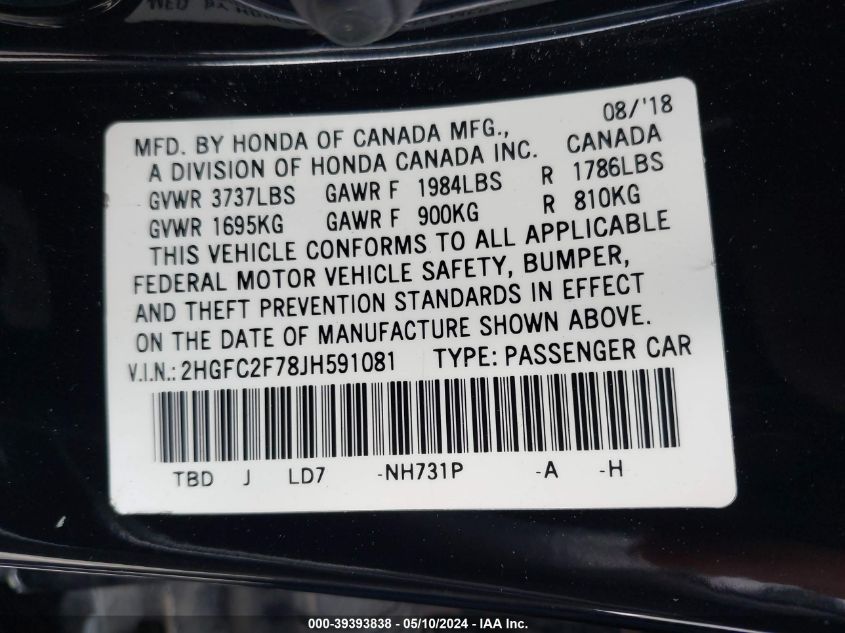 MFD. BY HONDA OF CANADA MFG., 08/'18
A DIVISION OF HONDA CANADA INC. CANADA
GVWR 3737LBS GAWR F 1984LBS R 1786LBS
GVWR 1695KG GAWR F 900KG R 810KG
THIS VEHICLE CONFORMS TO ALL APPLICABLE
FEDERAL MOTOR VEHICLE SAFETY, BUMPER,
AND THEFT PREVENTION STANDARDS IN EFFECT
ON THE DATE OF MANUFACTURE SHOWN ABOVE.
V.I.N.: 2HGFC2F78JH591081 TYPE: PASSENGER CAR
TBD J LD7 -NH731P -A -H
000-39393838 - 05/10/2024 - IAA Inc.